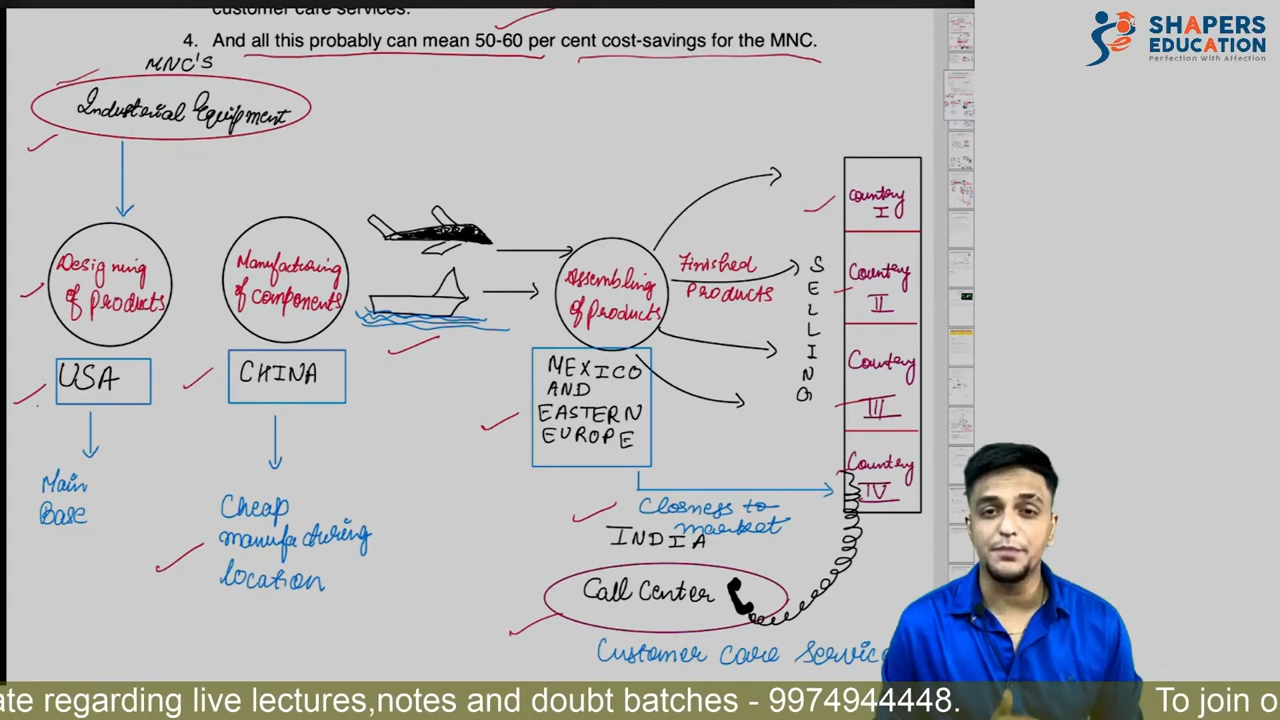 customer care services.
4. And all this probably can mean 50-60 per cent cost-savings for the MNC.
SHAPERS
EDUCATION
Perfection With Affection
MNC'S
Industerial Equipment
Designing
of products
USA
Main
Base
Manufacturing
of components
CHINA
Cheap
manufacturing
location
Assembling
of products
MEXICO
AND
EASTERN
EUROPE
Finished
PRODUCTS
SELLING
Country
I
Country
II
Country
III
Country
IV
Closness to
market
INDIA
Call Center
Customer care service
ate regarding live lectures,notes and doubt batches - 9974944448.
To join o